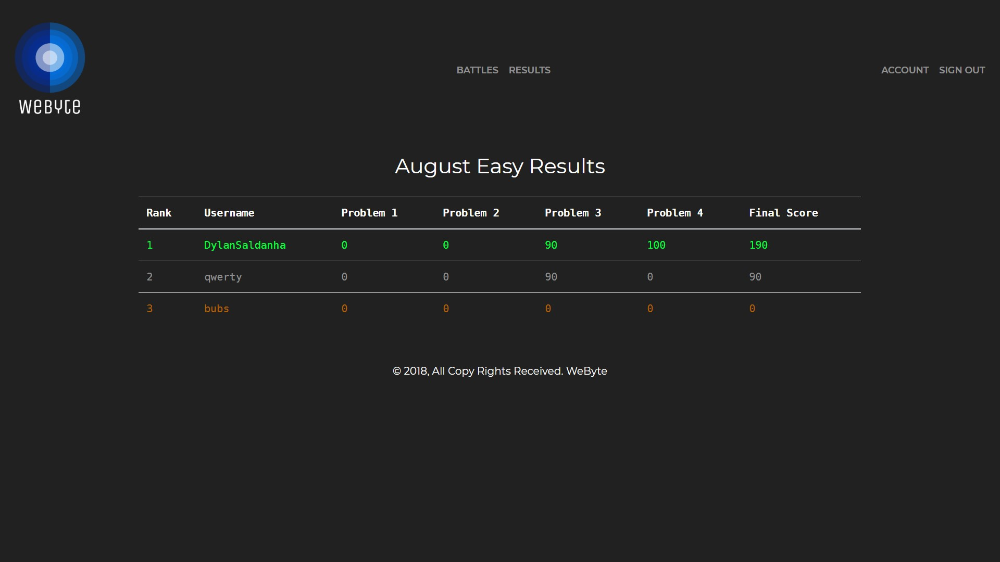 WeByte
BATTLES RESULTS
ACCOUNT SIGN OUT
August Easy Results
Rank Username Problem 1 Problem 2 Problem 3 Problem 4 Final Score
1 DylanSaldanha 0 0 90 100 190
2 qwerty 0 0 90 0 90
3 bubs 0 0 0 0 0
© 2018, All Copy Rights Received. WeByte